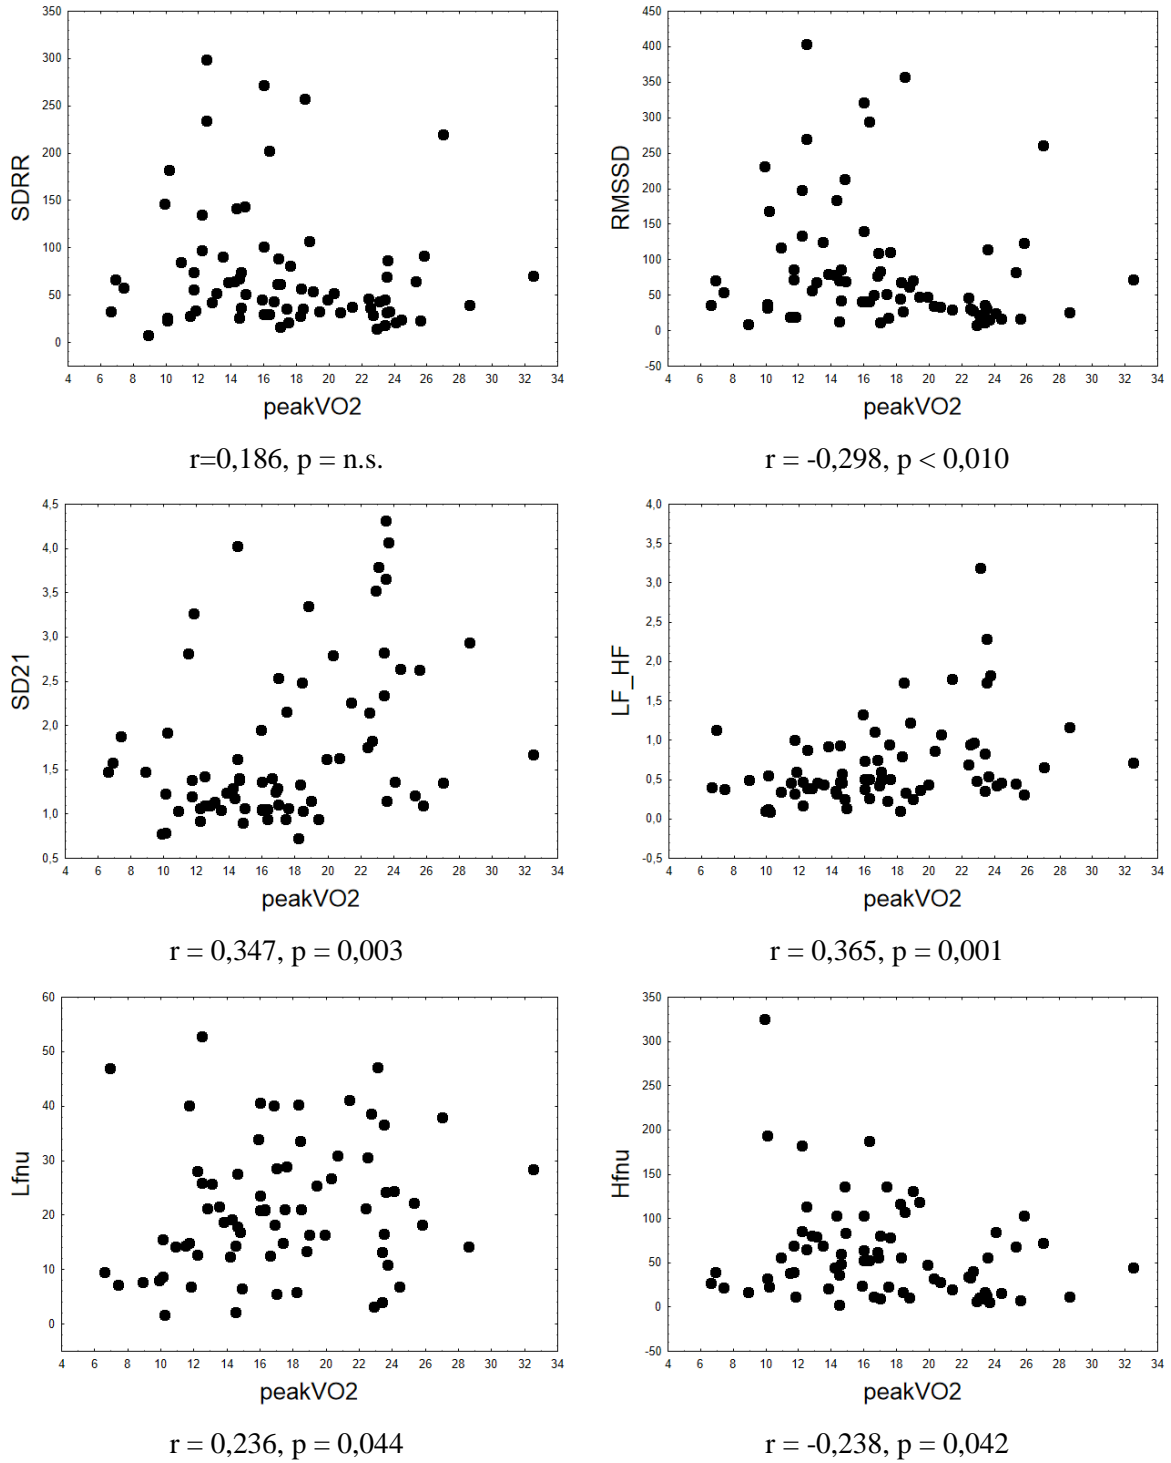 350
300
250
200
150
100
50
0
SDRR
4 6 8 10 12 14 16 18 20 22 24 26 28 30 32 34
peakVO2
r=0,186, p = n.s.
450
400
350
300
250
200
150
100
50
0
-50
RMSSD
4 6 8 10 12 14 16 18 20 22 24 26 28 30 32 34
peakVO2
r = -0,298, p < 0,010
4,5
4,0
3,5
3,0
2,5
2,0
1,5
1,0
0,5
SD21
4 6 8 10 12 14 16 18 20 22 24 26 28 30 32 34
peakVO2
r = 0,347, p = 0,003
4,0
3,5
3,0
2,5
2,0
1,5
1,0
0,5
0,0
-0,5
LF_HF
4 6 8 10 12 14 16 18 20 22 24 26 28 30 32 34
peakVO2
r = 0,365, p = 0,001
60
50
40
30
20
10
0
Lfnu
4 6 8 10 12 14 16 18 20 22 24 26 28 30 32 34
peakVO2
r = 0,236, p = 0,044
350
300
250
200
150
100
50
0
-50
Hfnu
4 6 8 10 12 14 16 18 20 22 24 26 28 30 32 34
peakVO2
r = -0,238, p = 0,042